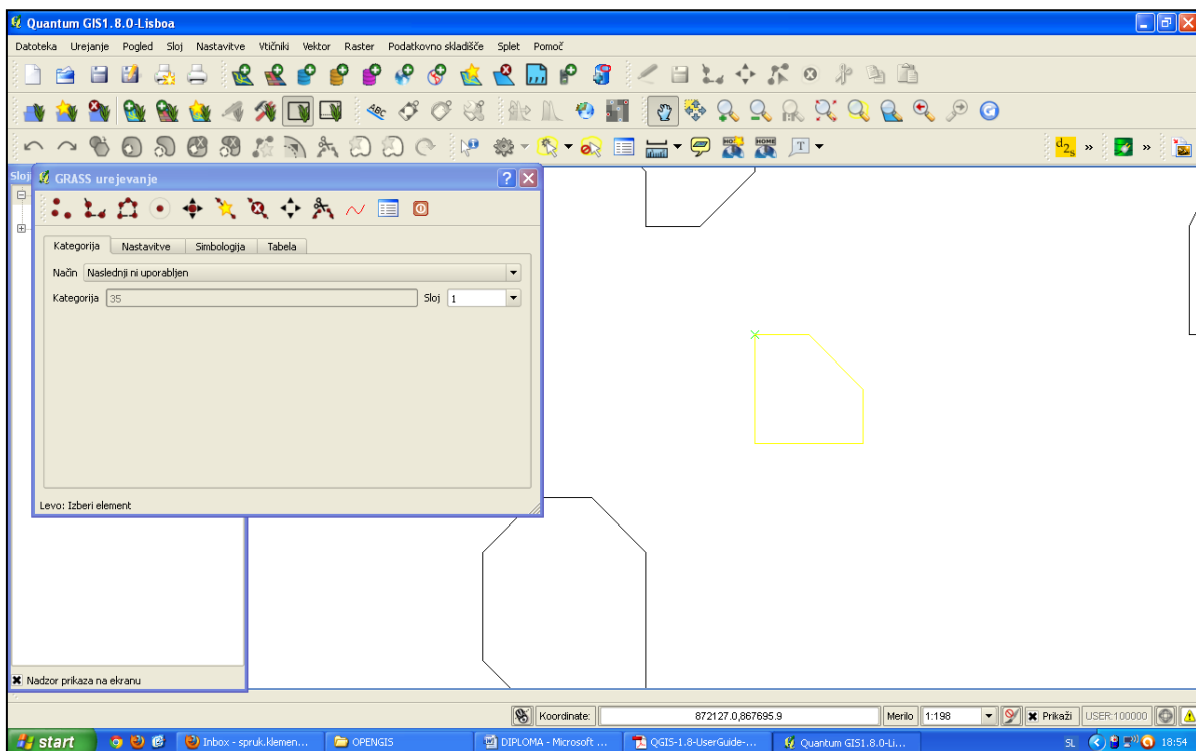 Quantum GIS1.8.0-Lisboa
Datoteka Urejanje Pogled Sloj Nastavitve Vtičniki Vektor Raster Podatkovno skladišče Splet Pomoč
abc
T
d2s » »
Sloji
GRASS urejevanje
Kategorija Nastavitve Simbologija Tabela
Način Naslednji ni uporabljen
Kategorija 35 Sloj 1
Levo: Izberi element
Nadzor prikaza na ekranu
Koordinate: 872127.0,867695.9 Merilo 1:198 Prikaži USER:100000
start Inbox - spruk.klemen... OPENGIS DIPLOMA - Microsoft ... QGIS-1.8-UserGuide-... Quantum GIS1.8.0-Li... SL 18:54